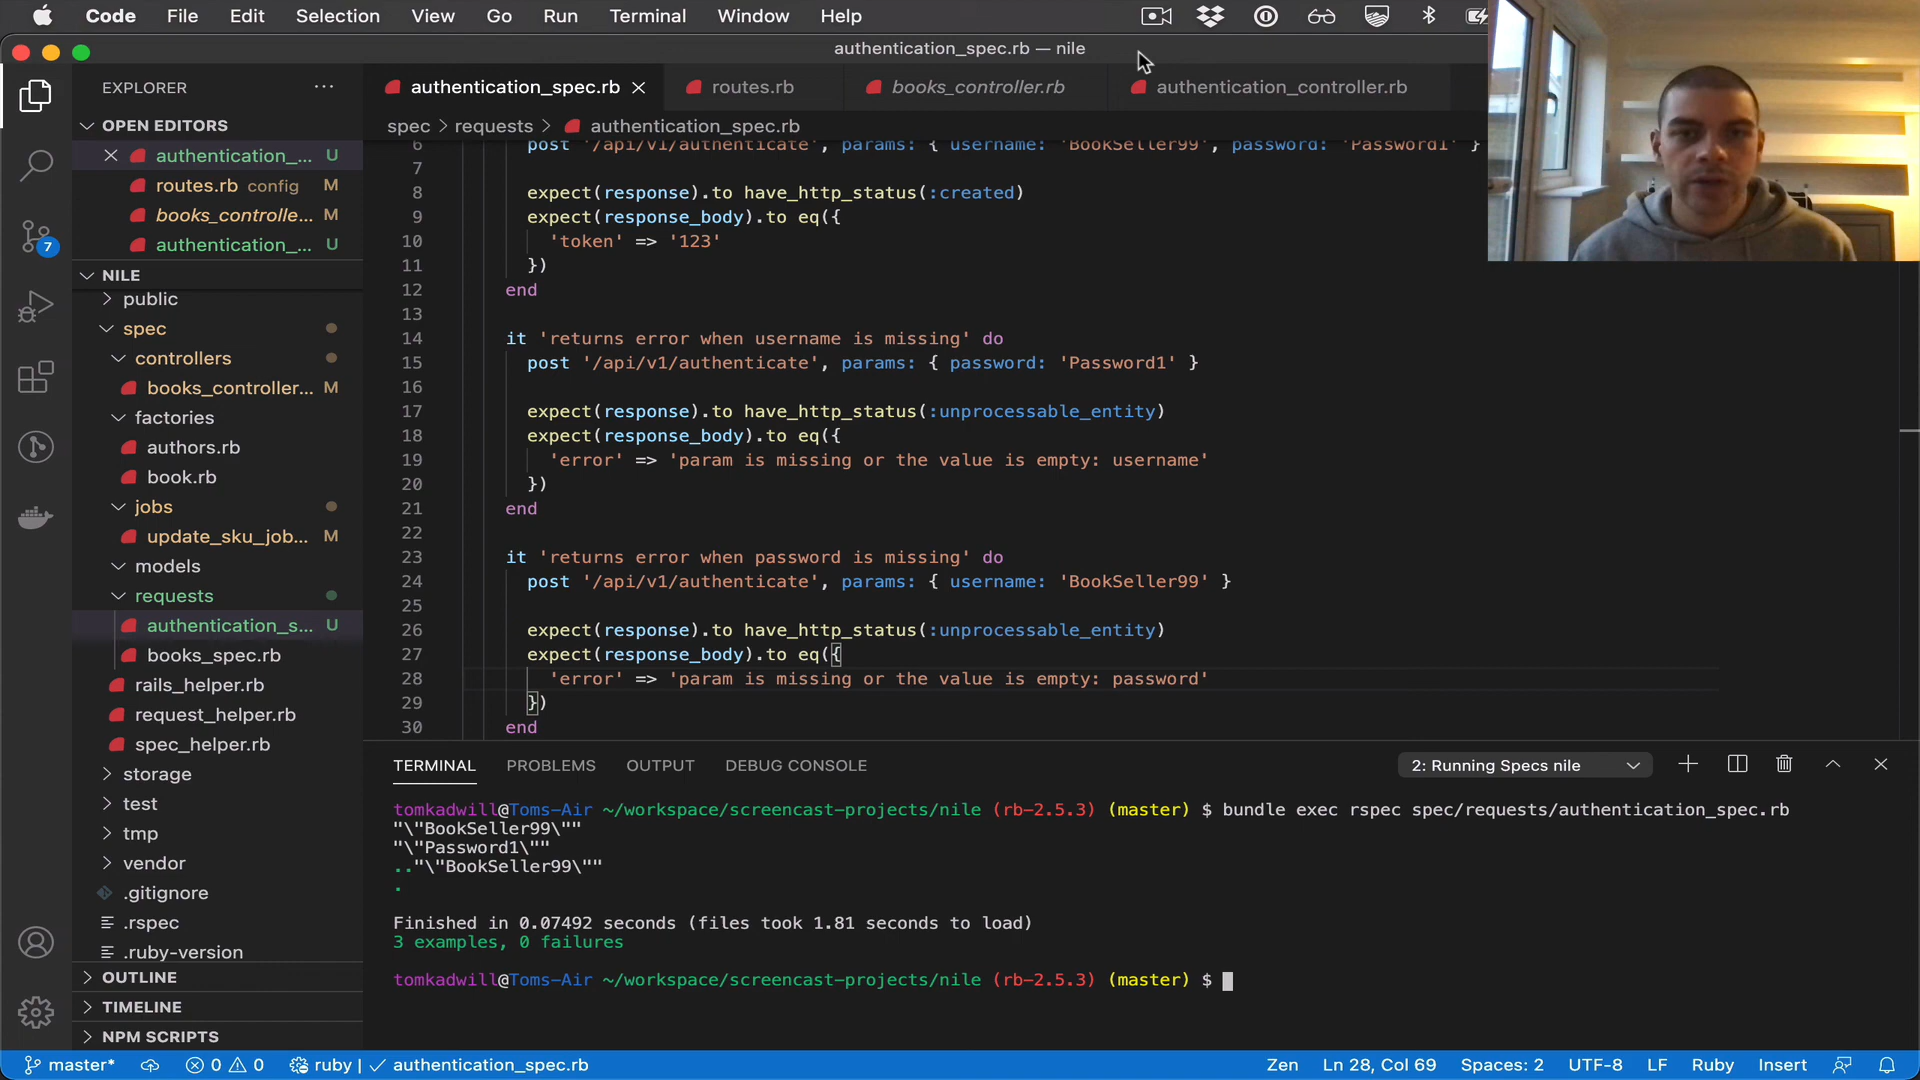 Code File Edit Selection View Go Run Terminal Window Help
authentication_spec.rb — nile
EXPLORER
authentication_spec.rb
routes.rb
books_controller.rb
authentication_controller.rb
spec > requests > authentication_spec.rb
OPEN EDITORS
authentication_... U
routes.rb config M
books_controlle... M
authentication_... U
NILE
public
spec
controllers
books_controller... M
factories
authors.rb
book.rb
jobs
update_sku_job... M
models
requests
authentication_s... U
books_spec.rb
rails_helper.rb
request_helper.rb
spec_helper.rb
storage
test
tmp
vendor
.gitignore
.rspec
.ruby-version
OUTLINE
TIMELINE
NPM SCRIPTS
7
6 post '/api/v1/authenticate', params: { username: 'BookSeller99', password: 'Password1' }
7
8 expect(response).to have_http_status(:created)
9 expect(response_body).to eq({
10 'token' => '123'
11 })
12 end
13
14 it 'returns error when username is missing' do
15 post '/api/v1/authenticate', params: { password: 'Password1' }
16
17 expect(response).to have_http_status(:unprocessable_entity)
18 expect(response_body).to eq({
19 'error' => 'param is missing or the value is empty: username'
20 })
21 end
22
23 it 'returns error when password is missing' do
24 post '/api/v1/authenticate', params: { username: 'BookSeller99' }
25
26 expect(response).to have_http_status(:unprocessable_entity)
27 expect(response_body).to eq({
28 'error' => 'param is missing or the value is empty: password'
29 })
30 end
TERMINAL PROBLEMS OUTPUT DEBUG CONSOLE
2: Running Specs nile
tomkadwill@Toms-Air ~/workspace/screencast-projects/nile (rb-2.5.3) (master) $ bundle exec rspec spec/requests/authentication_spec.rb
"\"BookSeller99\""
"\"Password1\""
.."\"BookSeller99\""
.
Finished in 0.07492 seconds (files took 1.81 seconds to load)
3 examples, 0 failures
tomkadwill@Toms-Air ~/workspace/screencast-projects/nile (rb-2.5.3) (master) $
master* 0 0 ruby | ✓ authentication_spec.rb
Zen Ln 28, Col 69 Spaces: 2 UTF-8 LF Ruby Insert